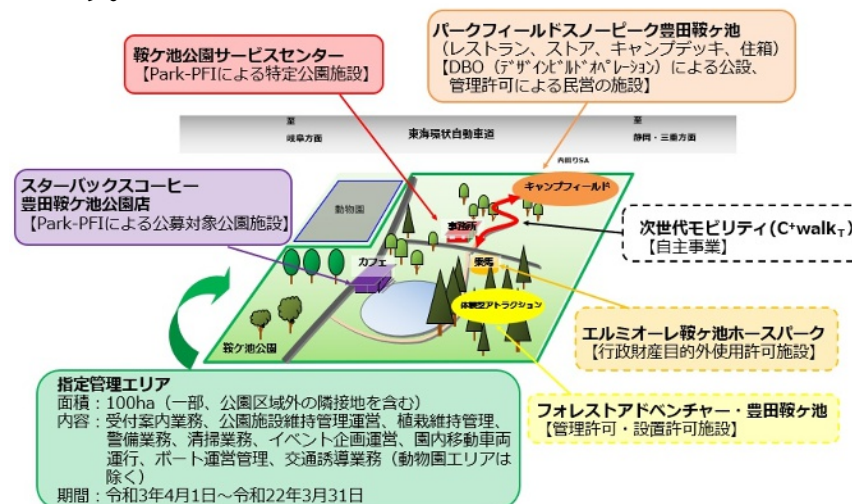 パークフィールドスノーピーク豊田鞍ケ池
（レストラン、ストア、キャンプデッキ、住箱）
【DBO（ﾃﾞｻﾞｲﾝﾋﾞﾙﾄﾞｵﾍﾟﾚｰｼｮﾝ）による公設、
管理許可による民営の施設】
鞍ケ池公園サービスセンター
【Park-PFIによる特定公園施設】
至
岐阜方面
東海環状自動車道
至
静岡・三重方面
内回りSA
スターバックスコーヒー
豊田鞍ケ池公園店
【Park-PFIによる公募対象公園施設】
動物園
キャンプフィールド
事務所
次世代モビリティ(C⁺walkT)
【自主事業】
カフェ
乗馬
体験型アトラクション
鞍ケ池公園
エルミオーレ鞍ヶ池ホースパーク
【行政財産目的外使用許可施設】
フォレストアドベンチャー・豊田鞍ケ池
【管理許可・設置許可施設】
指定管理エリア
面積：100ha（一部、公園区域外の隣接地を含む）
内容：受付案内業務、公園施設維持管理運営、植栽維持管理、
警備業務、清掃業務、イベント企画運営、園内移動車両
運行、ボート運営管理、交通誘導業務（動物園エリアは
除く）
期間：令和3年4月1日～令和22年3月31日